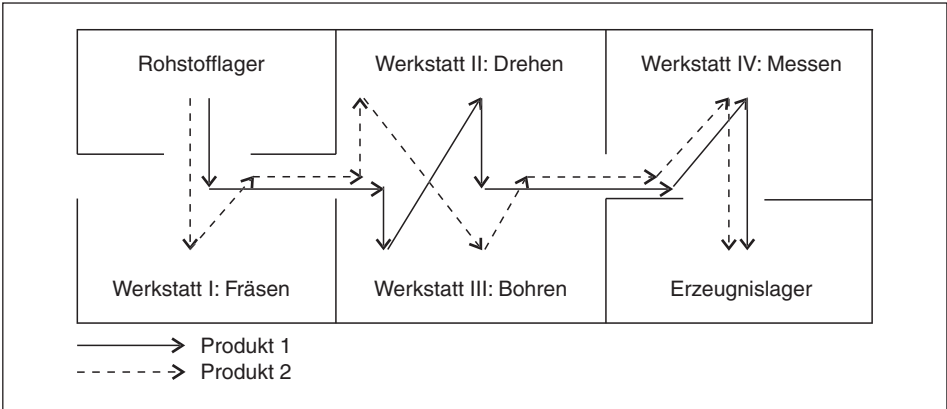 Rohstofflager
Werkstatt II: Drehen
Werkstatt IV: Messen
Werkstatt I: Fräsen
Werkstatt III: Bohren
Erzeugnislager
Produkt 1
Produkt 2